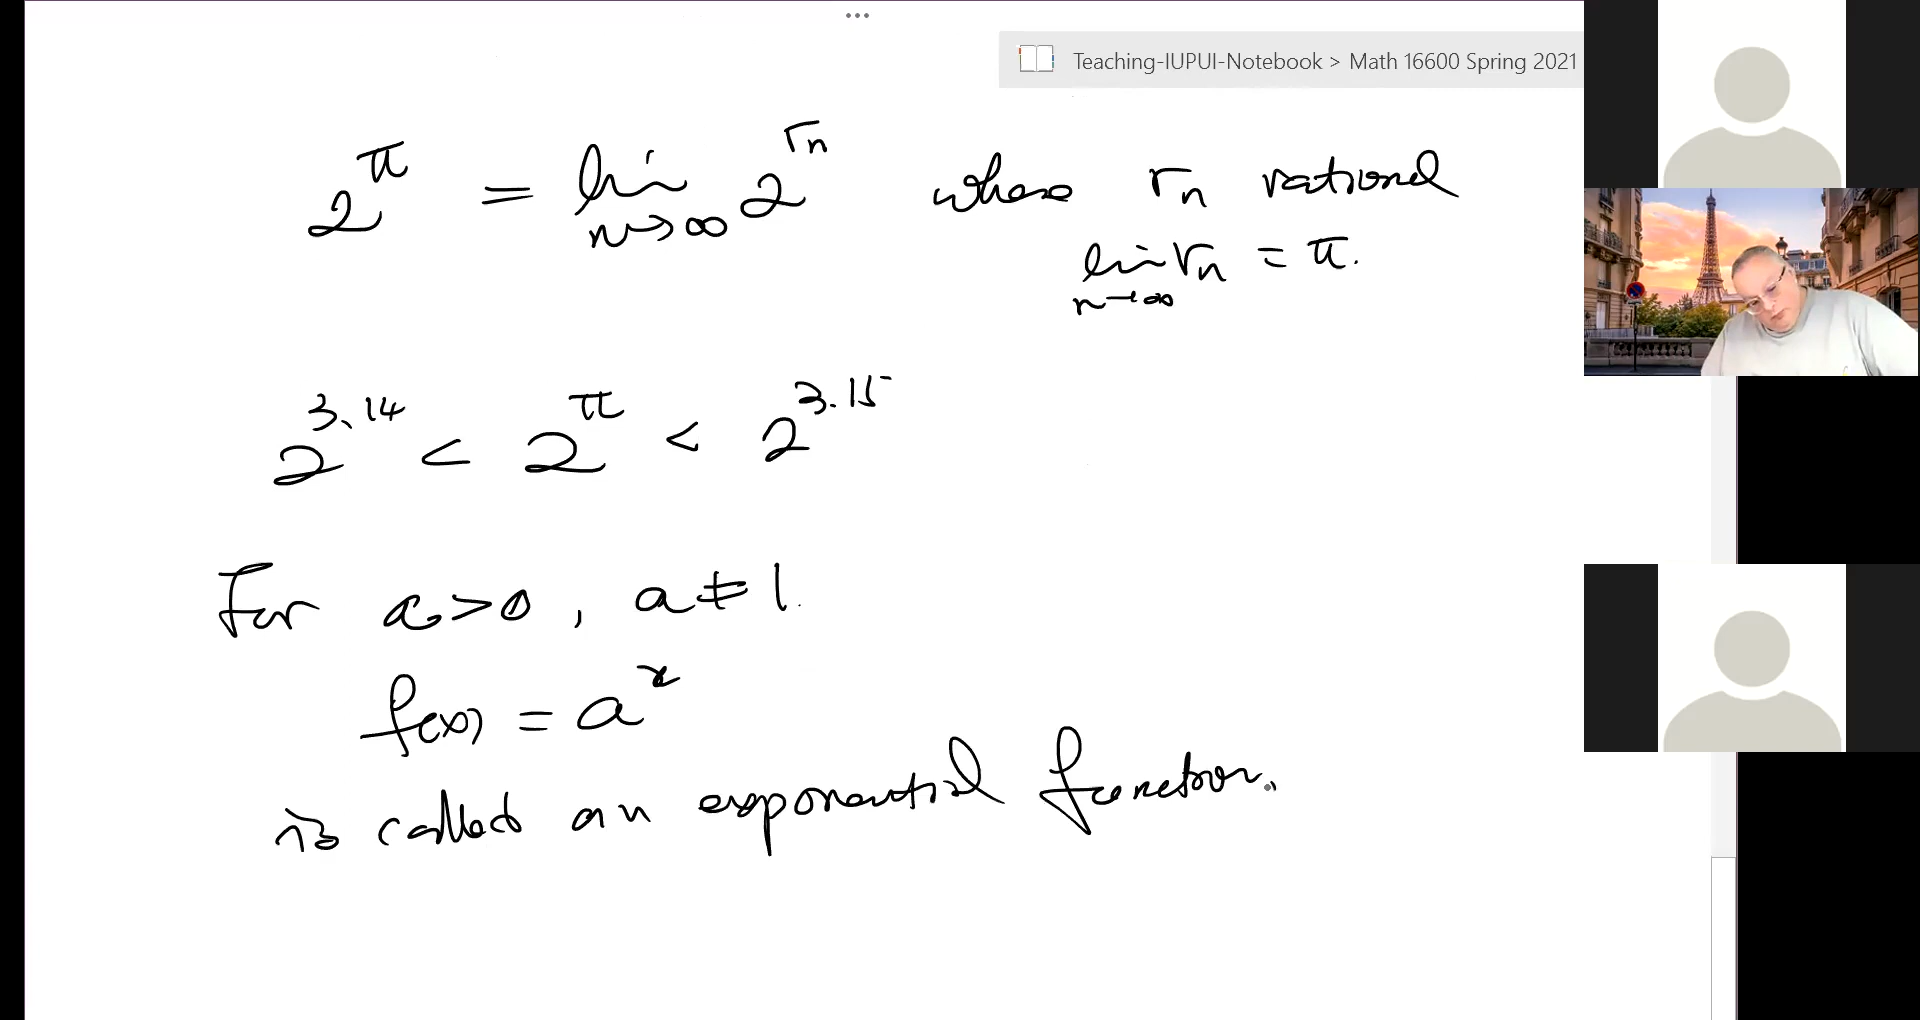 Teaching-IUPUI-Notebook > Math 16600 Spring 2021
2^π = lim_{n→∞} 2^{r_n} where r_n rational
lim_{n→∞} r_n = π.
2^{3.14} < 2^π < 2^{3.15}
For a>0, a≠1.
f(x) = a^x
is called an exponential function.